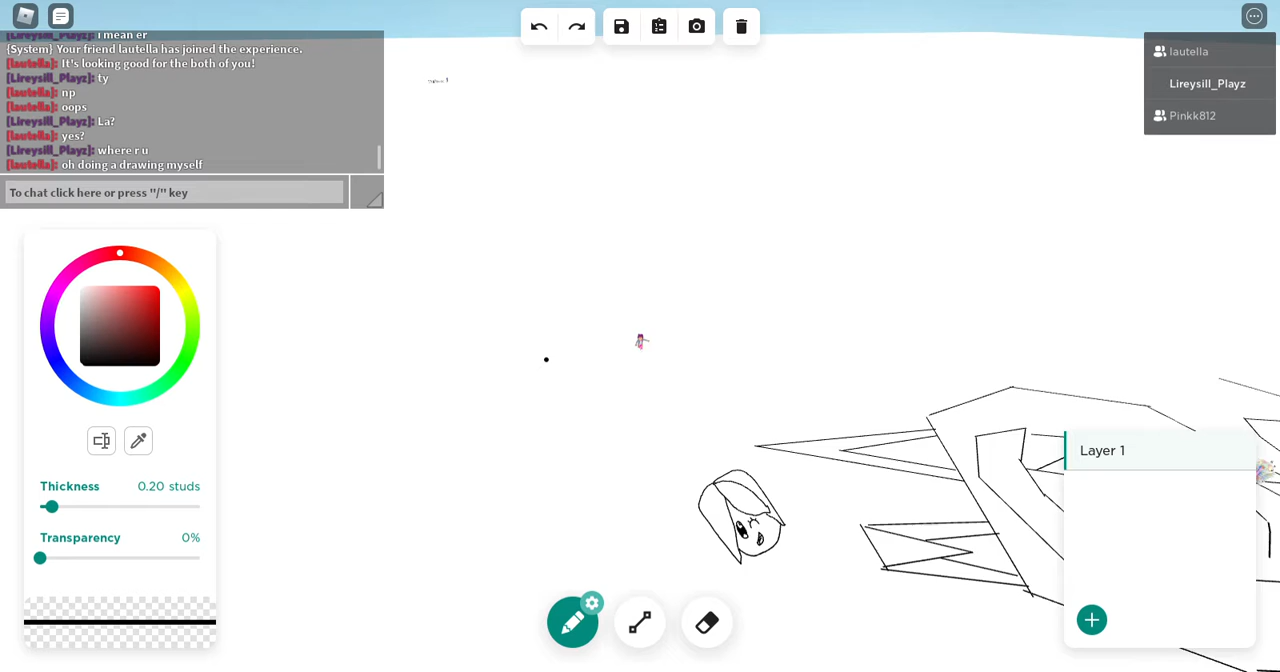 [Lireysill_Playz]: i mean er
{System} Your friend lautella has joined the experience.
[lautella]: It's looking good for the both of you!
[Lireysill_Playz]: ty
[lautella]: np
[lautella]: oops
[Lireysill_Playz]: La?
[lautella]: yes?
[Lireysill_Playz]: where r u
[lautella]: oh doing a drawing myself
To chat click here or press "/" key
lautella
Lireysill_Playz
Pinkk812
Thickness 0.20 studs
Transparency 0%
Layer 1